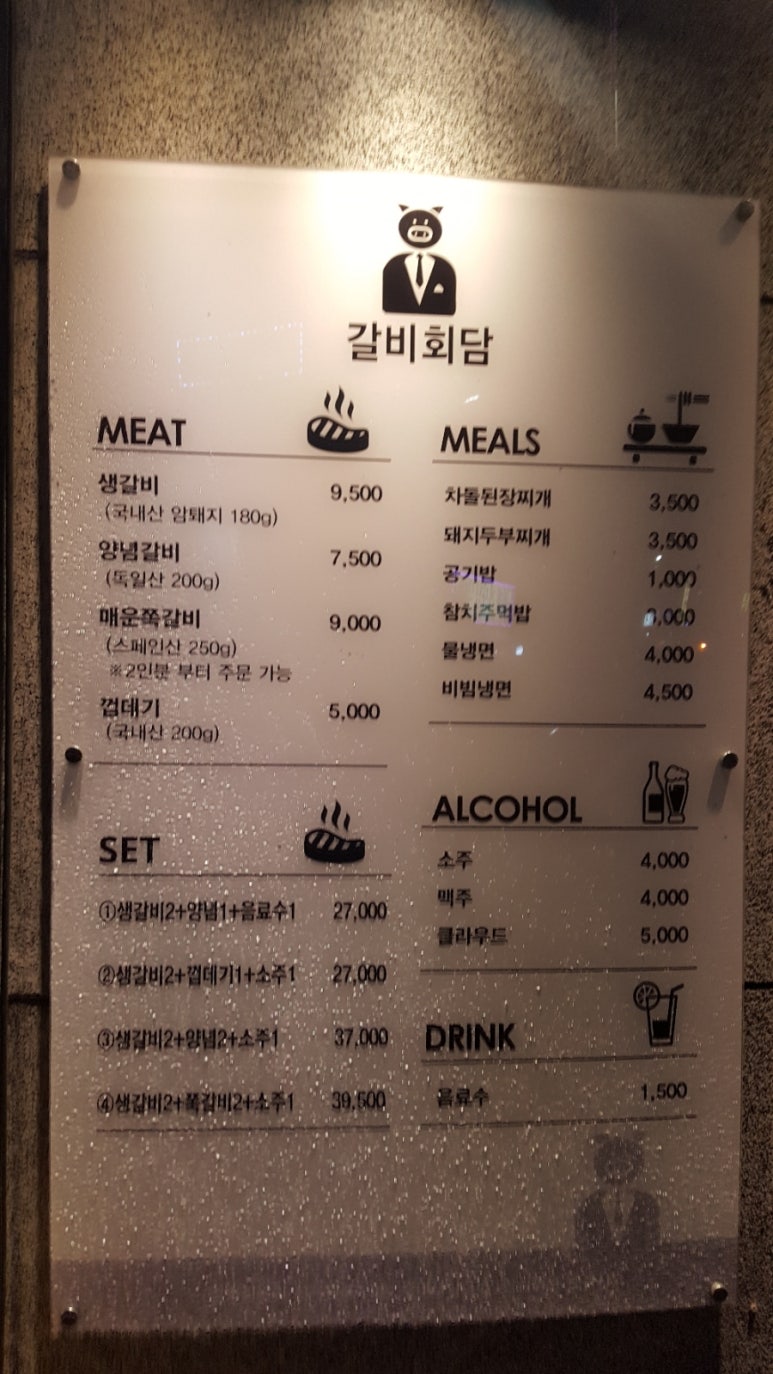 갈비회담
MEAT
생갈비 9,500
(국내산 암퇘지 180g)
양념갈비 7,500
(독일산 200g)
매운쪽갈비 9,000
(스페인산 250g)
※2인분 부터 주문 가능
껍데기 5,000
(국내산 200g)
SET
①생갈비2+양념1+음료수1 27,000
②생갈비2+껍데기1+소주1 27,000
③생갈비2+양념2+소주1 37,000
④생갈비2+쪽갈비2+소주1 39,500
MEALS
차돌된장찌개 3,500
돼지두부찌개 3,500
공기밥 1,000
참치주먹밥
물냉면 4,000
비빔냉면 4,500
ALCOHOL
소주 4,000
맥주 4,000
클라우드 5,000
DRINK
음료수 1,500